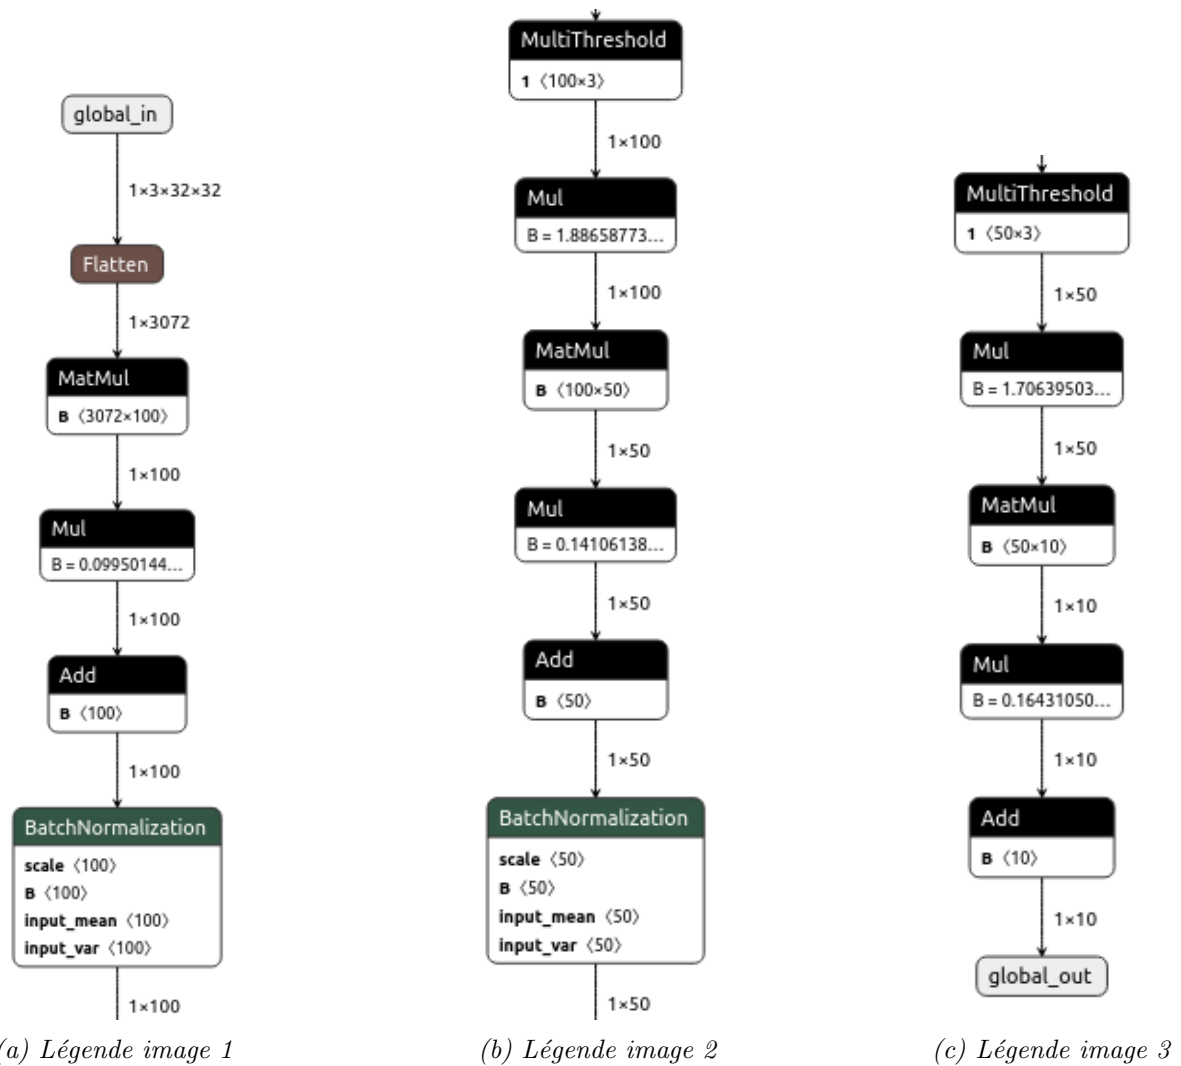 global_in
1×3×32×32
Flatten
1×3072
MatMul
B ⟨3072×100⟩
1×100
Mul
B = 0.09950144...
1×100
Add
B ⟨100⟩
1×100
BatchNormalization
scale ⟨100⟩
B ⟨100⟩
input_mean ⟨100⟩
input_var ⟨100⟩
1×100
(a) Légende image 1
MultiThreshold
1 ⟨100×3⟩
1×100
Mul
B = 1.88658773...
1×100
MatMul
B ⟨100×50⟩
1×50
Mul
B = 0.14106138...
1×50
Add
B ⟨50⟩
1×50
BatchNormalization
scale ⟨50⟩
B ⟨50⟩
input_mean ⟨50⟩
input_var ⟨50⟩
1×50
(b) Légende image 2
MultiThreshold
1 ⟨50×3⟩
1×50
Mul
B = 1.70639503...
1×50
MatMul
B ⟨50×10⟩
1×10
Mul
B = 0.16431050...
1×10
Add
B ⟨10⟩
1×10
global_out
(c) Légende image 3